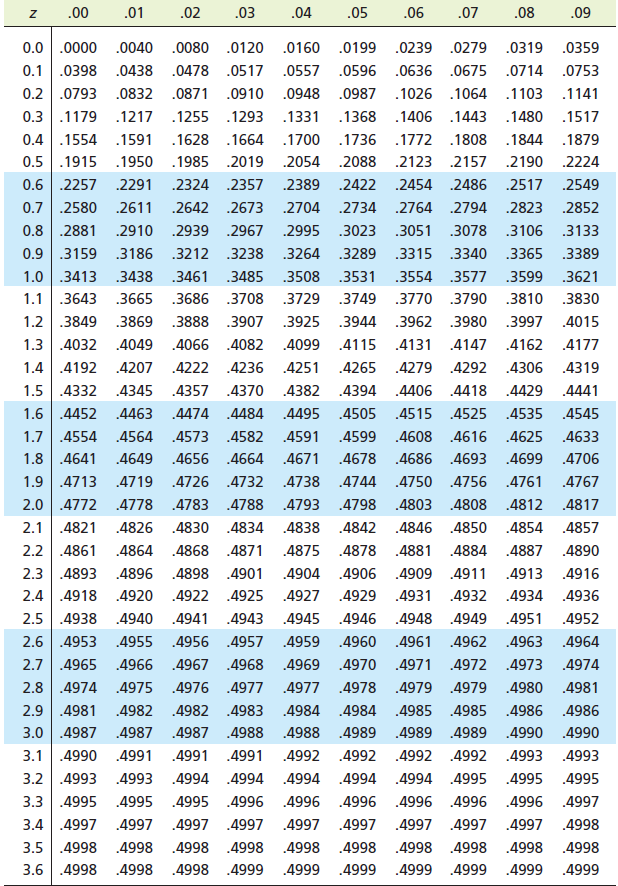 z .00 .01 .02 .03 .04 .05 .06 .07 .08 .09
0.0 .0000 .0040 .0080 .0120 .0160 .0199 .0239 .0279 .0319 .0359
0.1 .0398 .0438 .0478 .0517 .0557 .0596 .0636 .0675 .0714 .0753
0.2 .0793 .0832 .0871 .0910 .0948 .0987 .1026 .1064 .1103 .1141
0.3 .1179 .1217 .1255 .1293 .1331 .1368 .1406 .1443 .1480 .1517
0.4 .1554 .1591 .1628 .1664 .1700 .1736 .1772 .1808 .1844 .1879
0.5 .1915 .1950 .1985 .2019 .2054 .2088 .2123 .2157 .2190 .2224
0.6 .2257 .2291 .2324 .2357 .2389 .2422 .2454 .2486 .2517 .2549
0.7 .2580 .2611 .2642 .2673 .2704 .2734 .2764 .2794 .2823 .2852
0.8 .2881 .2910 .2939 .2967 .2995 .3023 .3051 .3078 .3106 .3133
0.9 .3159 .3186 .3212 .3238 .3264 .3289 .3315 .3340 .3365 .3389
1.0 .3413 .3438 .3461 .3485 .3508 .3531 .3554 .3577 .3599 .3621
1.1 .3643 .3665 .3686 .3708 .3729 .3749 .3770 .3790 .3810 .3830
1.2 .3849 .3869 .3888 .3907 .3925 .3944 .3962 .3980 .3997 .4015
1.3 .4032 .4049 .4066 .4082 .4099 .4115 .4131 .4147 .4162 .4177
1.4 .4192 .4207 .4222 .4236 .4251 .4265 .4279 .4292 .4306 .4319
1.5 .4332 .4345 .4357 .4370 .4382 .4394 .4406 .4418 .4429 .4441
1.6 .4452 .4463 .4474 .4484 .4495 .4505 .4515 .4525 .4535 .4545
1.7 .4554 .4564 .4573 .4582 .4591 .4599 .4608 .4616 .4625 .4633
1.8 .4641 .4649 .4656 .4664 .4671 .4678 .4686 .4693 .4699 .4706
1.9 .4713 .4719 .4726 .4732 .4738 .4744 .4750 .4756 .4761 .4767
2.0 .4772 .4778 .4783 .4788 .4793 .4798 .4803 .4808 .4812 .4817
2.1 .4821 .4826 .4830 .4834 .4838 .4842 .4846 .4850 .4854 .4857
2.2 .4861 .4864 .4868 .4871 .4875 .4878 .4881 .4884 .4887 .4890
2.3 .4893 .4896 .4898 .4901 .4904 .4906 .4909 .4911 .4913 .4916
2.4 .4918 .4920 .4922 .4925 .4927 .4929 .4931 .4932 .4934 .4936
2.5 .4938 .4940 .4941 .4943 .4945 .4946 .4948 .4949 .4951 .4952
2.6 .4953 .4955 .4956 .4957 .4959 .4960 .4961 .4962 .4963 .4964
2.7 .4965 .4966 .4967 .4968 .4969 .4970 .4971 .4972 .4973 .4974
2.8 .4974 .4975 .4976 .4977 .4977 .4978 .4979 .4979 .4980 .4981
2.9 .4981 .4982 .4982 .4983 .4984 .4984 .4985 .4985 .4986 .4986
3.0 .4987 .4987 .4987 .4988 .4988 .4989 .4989 .4989 .4990 .4990
3.1 .4990 .4991 .4991 .4991 .4992 .4992 .4992 .4992 .4993 .4993
3.2 .4993 .4993 .4994 .4994 .4994 .4994 .4994 .4995 .4995 .4995
3.3 .4995 .4995 .4995 .4996 .4996 .4996 .4996 .4996 .4996 .4997
3.4 .4997 .4997 .4997 .4997 .4997 .4997 .4997 .4997 .4997 .4998
3.5 .4998 .4998 .4998 .4998 .4998 .4998 .4998 .4998 .4998 .4998
3.6 .4998 .4998 .4998 .4999 .4999 .4999 .4999 .4999 .4999 .4999